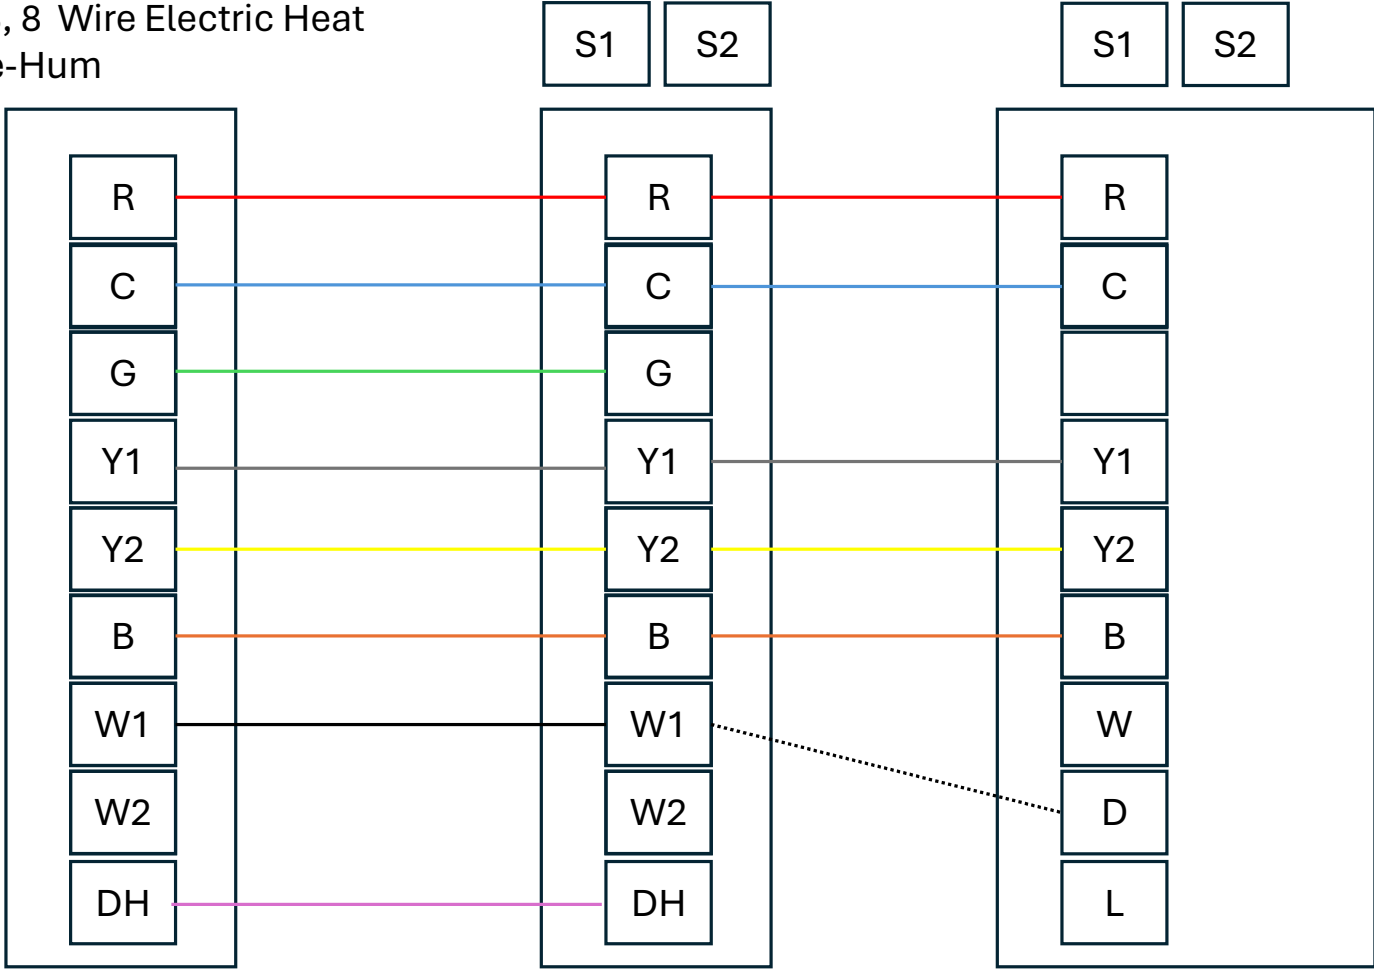 , 8 Wire Electric Heat
-Hum
S1 S2 S1 S2
R R R
C C C
G G
Y1 Y1 Y1
Y2 Y2 Y2
B B B
W1 W1 W
W2 W2 D
DH DH L